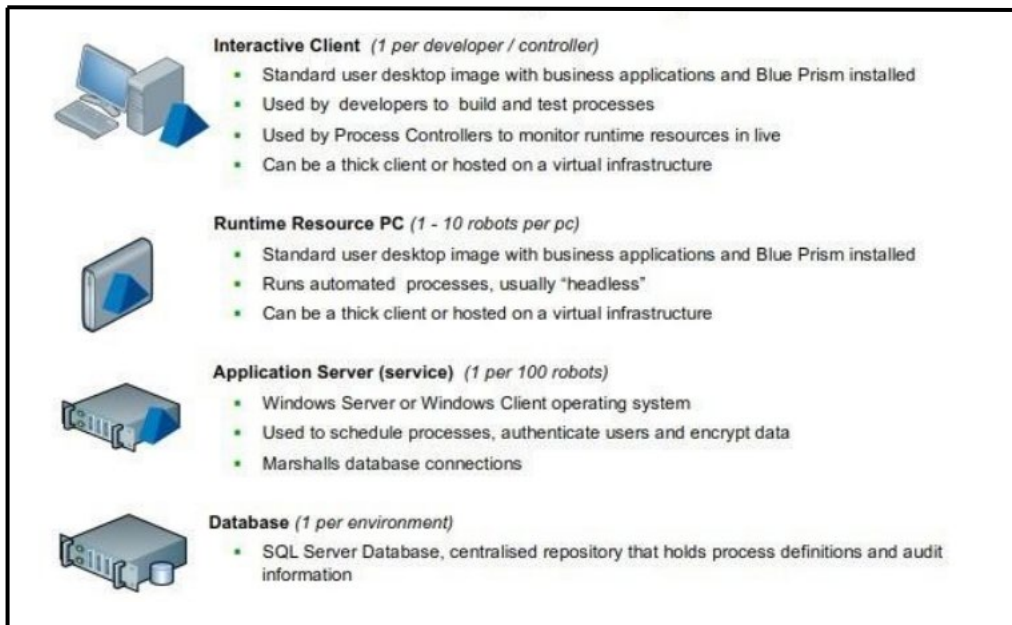 Interactive Client (1 per developer / controller)
▪ Standard user desktop image with business applications and Blue Prism installed
▪ Used by developers to build and test processes
▪ Used by Process Controllers to monitor runtime resources in live
▪ Can be a thick client or hosted on a virtual infrastructure
Runtime Resource PC (1 - 10 robots per pc)
▪ Standard user desktop image with business applications and Blue Prism installed
▪ Runs automated processes, usually “headless”
▪ Can be a thick client or hosted on a virtual infrastructure
Application Server (service) (1 per 100 robots)
▪ Windows Server or Windows Client operating system
▪ Used to schedule processes, authenticate users and encrypt data
▪ Marshalls database connections
Database (1 per environment)
▪ SQL Server Database, centralised repository that holds process definitions and audit
information